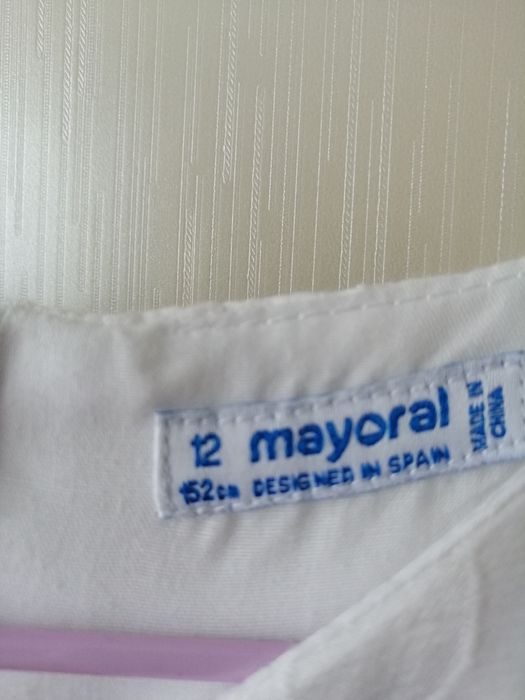 12 mayoral
152cm DESIGNED IN SPAIN
MADE IN
CHINA